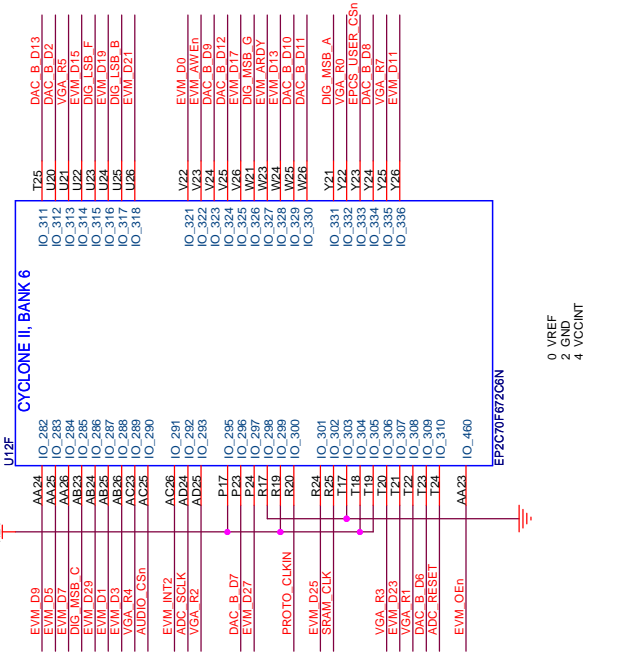 U12F
CYCLONE II, BANK 6
EVM_D9 AA24 IO_282 IO_311 T25 DAC_B_D13
EVM_D5 AA25 IO_283 IO_312 U20 DAC_B_D2
EVM_D7 AA26 IO_284 IO_313 U21 VGA_R5
DIG_MSB_C AB23 IO_285 IO_314 U22 EVM_D15
EVM_D29 AB24 IO_286 IO_315 U23 DIG_LSB_F
EVM_D1 AB25 IO_287 IO_316 U24 EVM_D19
EVM_D3 AB26 IO_288 IO_317 U25 DIG_LSB_B
VGA_R4 AC23 IO_289 IO_318 U26 EVM_D21
AUDIO_CSn AC25 IO_290
EVM_INT2 AC26 IO_291
ADC_SCLK AD24 IO_292 IO_321 V22 EVM_D0
VGA_R2 AD25 IO_293 IO_322 V23 EVM_AWEn
IO_323 V24 DAC_B_D9
P17 IO_295 IO_324 V25 DAC_B_D12
DAC_B_D7 P23 IO_296 IO_325 V26 EVM_D17
EVM_D27 P24 IO_297 IO_326 W21 DIG_MSB_G
R17 IO_298 IO_327 W23 EVM_ARDY
R19 IO_299 IO_328 W24 EVM_D13
PROTO_CLKIN R20 IO_300 IO_329 W25 DAC_B_D10
IO_330 W26 DAC_B_D11
EVM_D25 R24 IO_301
SRAM_CLK R25 IO_302 IO_331 Y21 DIG_MSB_A
T17 IO_303 IO_332 Y22 VGA_R0
T18 IO_304 IO_333 Y23 EPCS_USER_CSn
T19 IO_305 IO_334 Y24 DAC_B_D8
VGA_R3 T20 IO_306 IO_335 Y25 VGA_R7
EVM_D23 T21 IO_307 IO_336 Y26 EVM_D11
VGA_R1 T22 IO_308
DAC_B_D6 T23 IO_309
ADC_RESET T24 IO_310
EVM_OEn AA23 IO_460
EP2C70F672C6N
0 VREF
2 GND
4 VCCINT